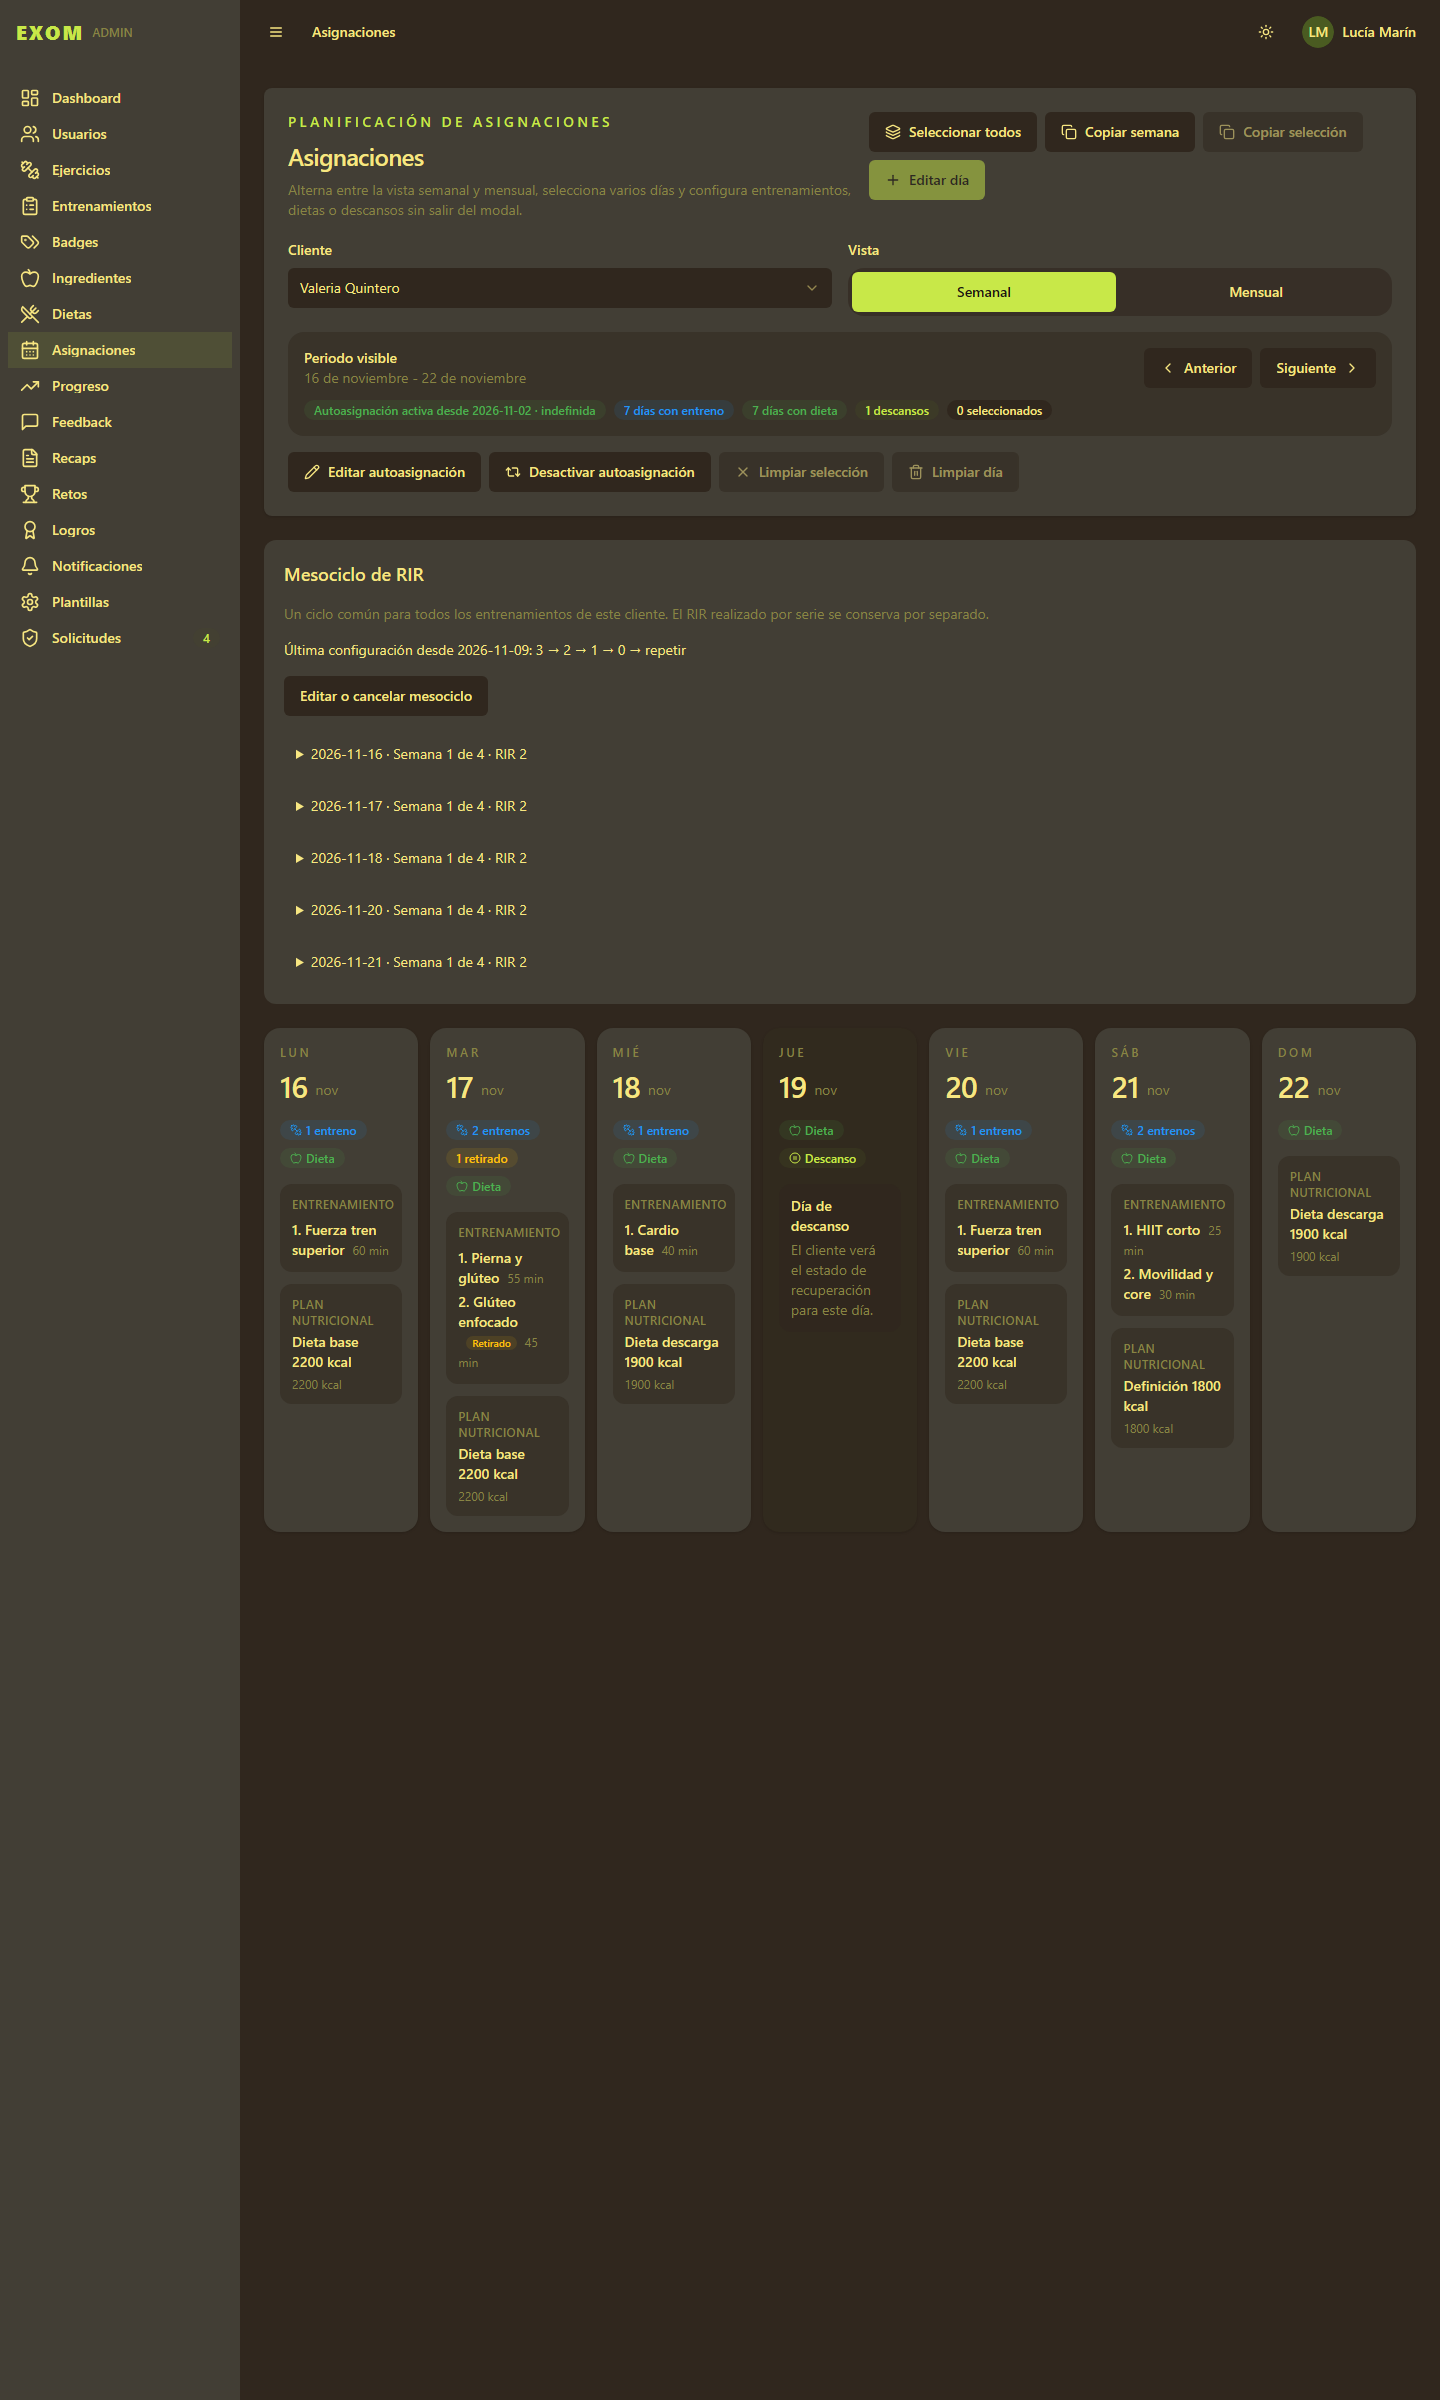 EXOM ADMIN
Dashboard
Usuarios
Ejercicios
Entrenamientos
Badges
Ingredientes
Dietas
Asignaciones
Progreso
Feedback
Recaps
Retos
Logros
Notificaciones
Plantillas
Solicitudes 4
Asignaciones
LM Lucía Marín
PLANIFICACIÓN DE ASIGNACIONES
Asignaciones
Alterna entre la vista semanal y mensual, selecciona varios días y configura entrenamientos,
dietas o descansos sin salir del modal.
Seleccionar todos
Copiar semana
Copiar selección
Editar día
Cliente
Valeria Quintero
Vista
Semanal
Mensual
Periodo visible
16 de noviembre - 22 de noviembre
Anterior
Siguiente
Autoasignación activa desde 2026-11-02 · indefinida
7 días con entreno
7 días con dieta
1 descansos
0 seleccionados
Editar autoasignación
Desactivar autoasignación
Limpiar selección
Limpiar día
Mesociclo de RIR
Un ciclo común para todos los entrenamientos de este cliente. El RIR realizado por serie se conserva por separado.
Última configuración desde 2026-11-09: 3 → 2 → 1 → 0 → repetir
Editar o cancelar mesociclo
▶ 2026-11-16 · Semana 1 de 4 · RIR 2
▶ 2026-11-17 · Semana 1 de 4 · RIR 2
▶ 2026-11-18 · Semana 1 de 4 · RIR 2
▶ 2026-11-20 · Semana 1 de 4 · RIR 2
▶ 2026-11-21 · Semana 1 de 4 · RIR 2
LUN
16 nov
1 entreno
Dieta
ENTRENAMIENTO
1. Fuerza tren
superior 60 min
PLAN
NUTRICIONAL
Dieta base
2200 kcal
2200 kcal
MAR
17 nov
2 entrenos
1 retirado
Dieta
ENTRENAMIENTO
1. Pierna y
glúteo 55 min
2. Glúteo
enfocado
Retirado 45
min
PLAN
NUTRICIONAL
Dieta base
2200 kcal
2200 kcal
MIÉ
18 nov
1 entreno
Dieta
ENTRENAMIENTO
1. Cardio
base 40 min
PLAN
NUTRICIONAL
Dieta descarga
1900 kcal
1900 kcal
JUE
19 nov
Dieta
Descanso
Día de
descanso
El cliente verá
el estado de
recuperación
para este día.
VIE
20 nov
1 entreno
Dieta
ENTRENAMIENTO
1. Fuerza tren
superior 60 min
PLAN
NUTRICIONAL
Dieta base
2200 kcal
2200 kcal
SÁB
21 nov
2 entrenos
Dieta
ENTRENAMIENTO
1. HIIT corto 25
min
2. Movilidad y
core 30 min
PLAN
NUTRICIONAL
Definición 1800
kcal
1800 kcal
DOM
22 nov
Dieta
PLAN
NUTRICIONAL
Dieta descarga
1900 kcal
1900 kcal